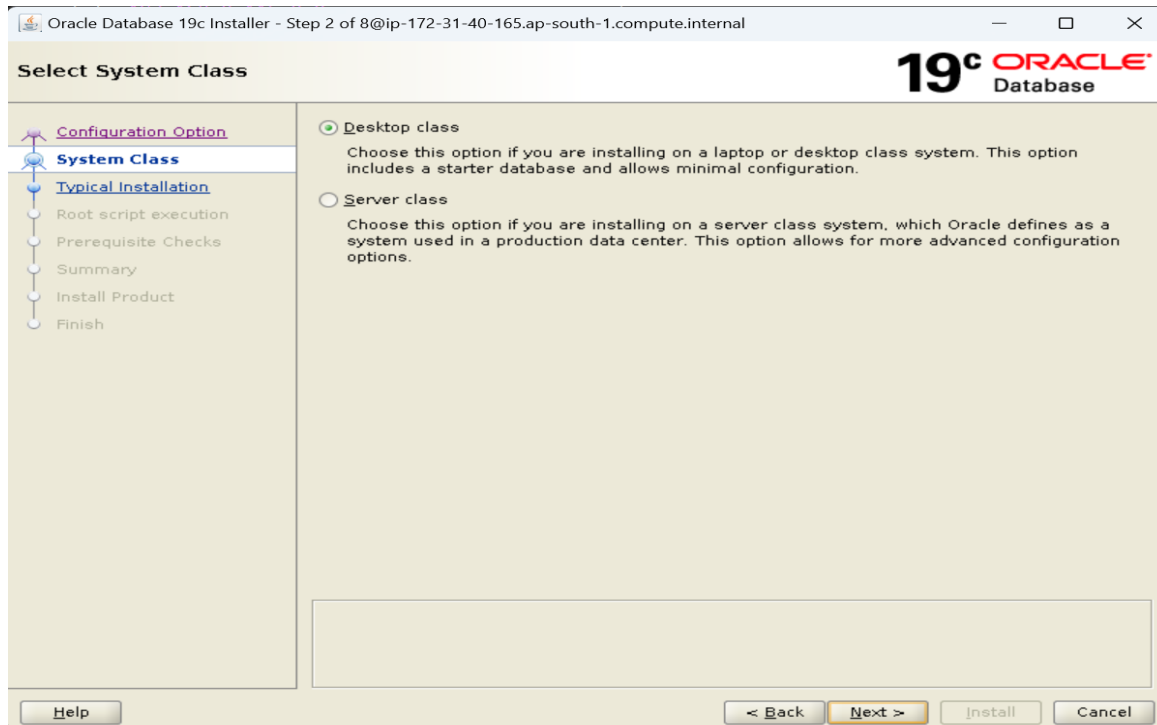 Oracle Database 19c Installer - Step 2 of 8@ip-172-31-40-165.ap-south-1.compute.internal
Select System Class
19c ORACLE
Database
Configuration Option
System Class
Typical Installation
Root script execution
Prerequisite Checks
Summary
Install Product
Finish
Desktop class
Choose this option if you are installing on a laptop or desktop class system. This option
includes a starter database and allows minimal configuration.
Server class
Choose this option if you are installing on a server class system, which Oracle defines as a
system used in a production data center. This option allows for more advanced configuration
options.
Help
< Back
Next >
Install
Cancel